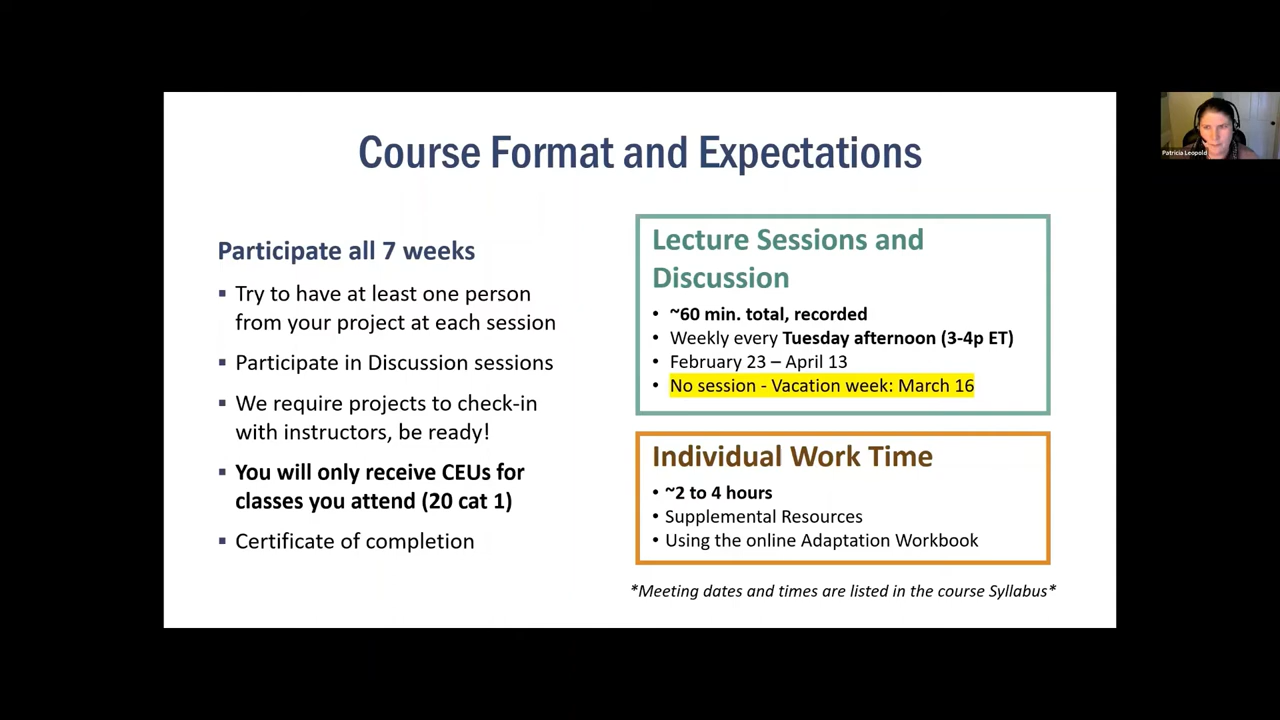 Course Format and Expectations
Participate all 7 weeks
▪ Try to have at least one person
from your project at each session
▪ Participate in Discussion sessions
▪ We require projects to check-in
with instructors, be ready!
▪ You will only receive CEUs for
classes you attend (20 cat 1)
▪ Certificate of completion
Lecture Sessions and
Discussion
• ~60 min. total, recorded
• Weekly every Tuesday afternoon (3-4p ET)
• February 23 – April 13
• No session - Vacation week: March 16
Individual Work Time
• ~2 to 4 hours
• Supplemental Resources
• Using the online Adaptation Workbook
*Meeting dates and times are listed in the course Syllabus*
Patricia Leopold